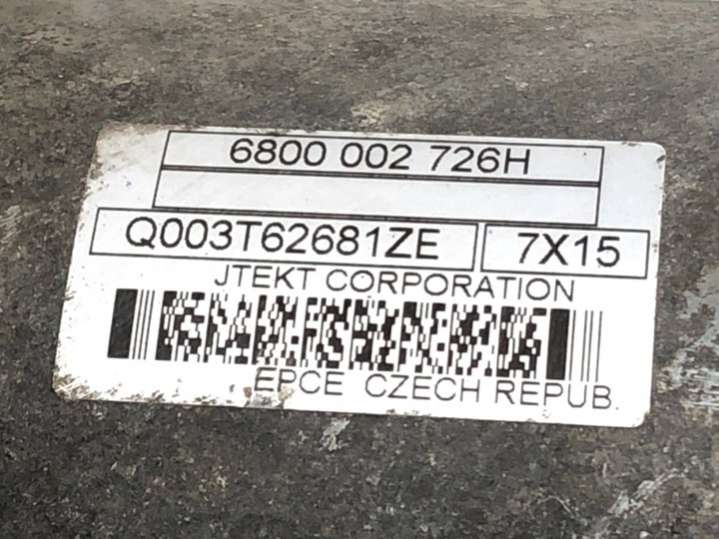 6800 002 726H
Q003T62681ZE 7X15
JTEKT CORPORATION
EPCE CZECH REPUB.